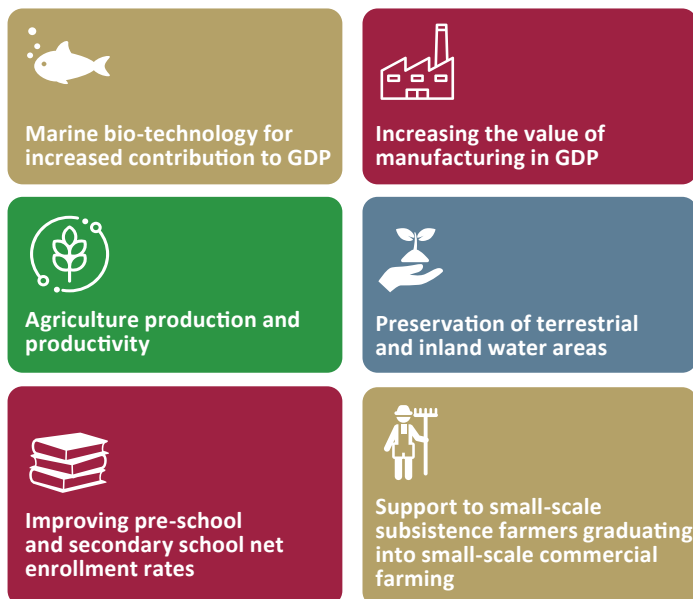 Marine bio-technology for
increased contribution to GDP
Increasing the value of
manufacturing in GDP
Agriculture production and
productivity
Preservation of terrestrial
and inland water areas
Improving pre-school
and secondary school net
enrollment rates
Support to small-scale
subsistence farmers graduating
into small-scale commercial
farming